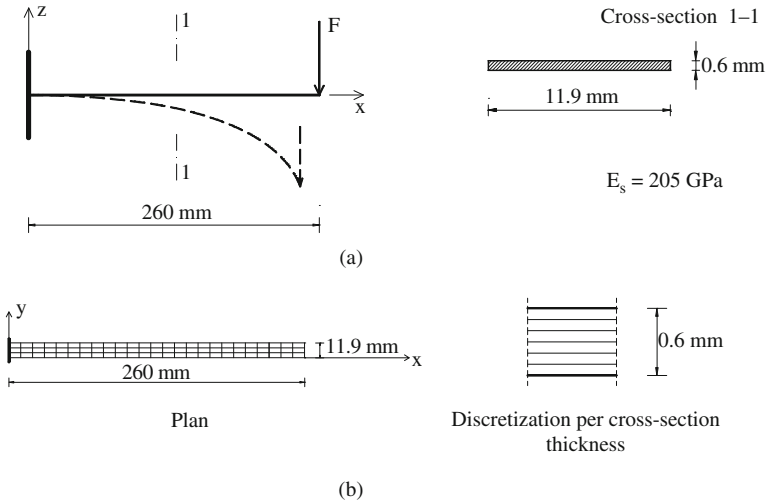 Cross-section 1–1
z
1
F
0.6 mm
x
11.9 mm
1
E_s = 205 GPa
260 mm
(a)
y
11.9 mm
x
0.6 mm
260 mm
Plan
Discretization per cross-section
thickness
(b)